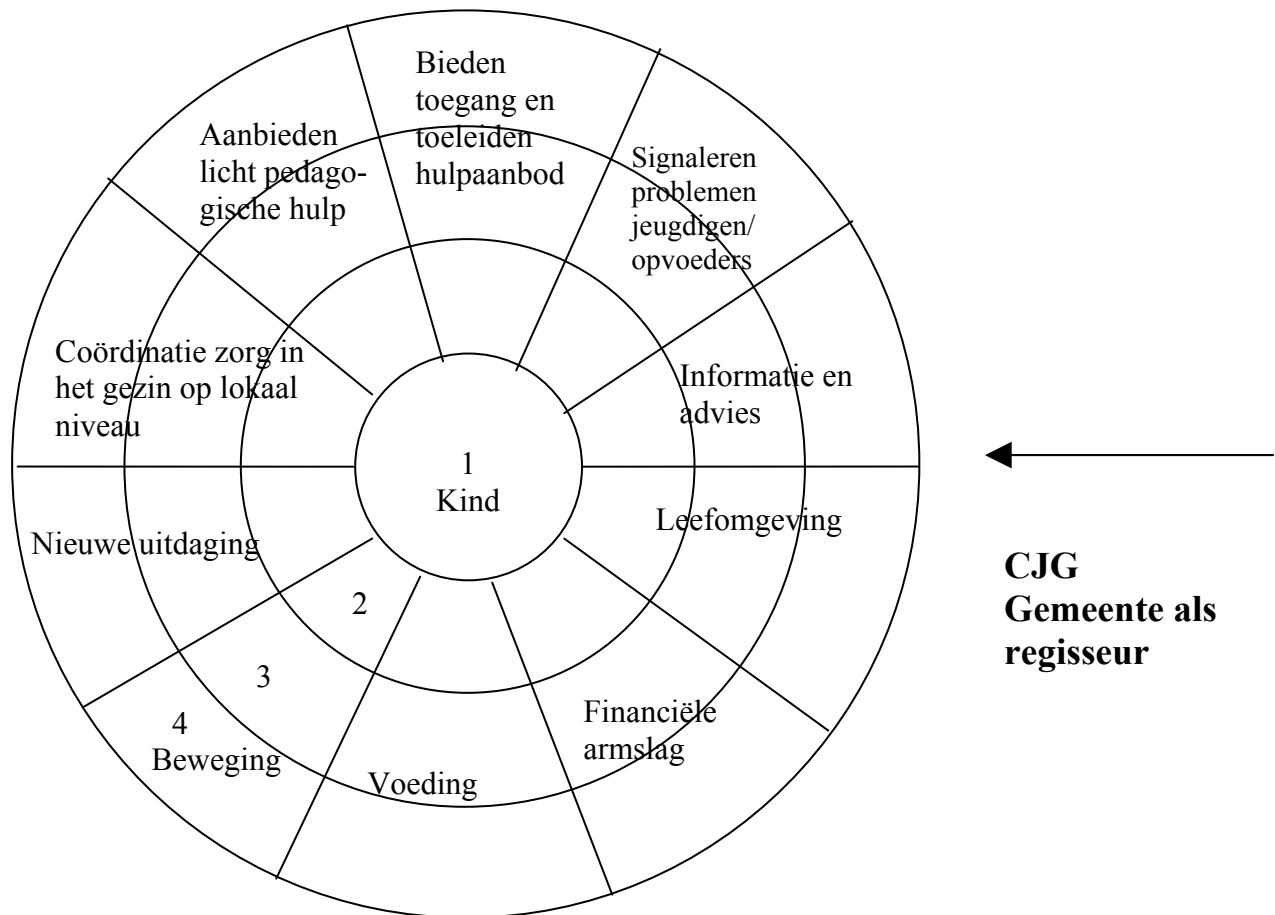 Bieden
toegang en
toeleiden
hulpaanbod
Aanbieden
licht pedago-
gische hulp
Signaleren
problemen
jeugdigen/
opvoeders
Coördinatie zorg in
het gezin op lokaal
niveau
Informatie en
advies
1
Kind
Nieuwe uitdaging
Leefomgeving
2
3
4
Beweging
Voeding
Financiële
armslag
CJG
Gemeente als
regisseur